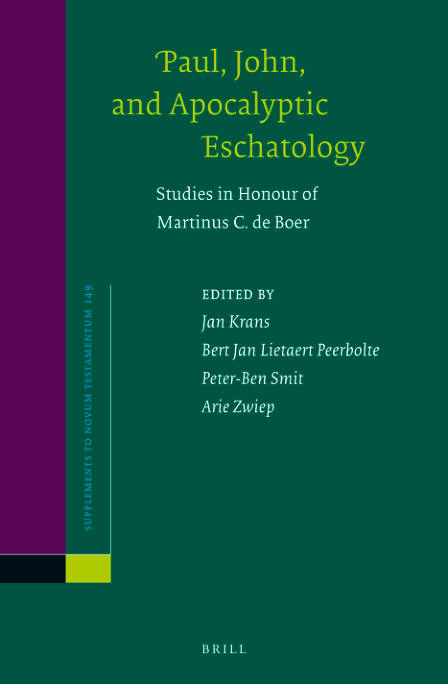 Paul, John,
and Apocalyptic
Eschatology
Studies in Honour of
Martinus C. de Boer
EDITED BY
Jan Krans
Bert Jan Lietaert Peerbolte
Peter-Ben Smit
Arie Zwiep
SUPPLEMENTS TO NOVUM TESTAMENTUM 149
BRILL